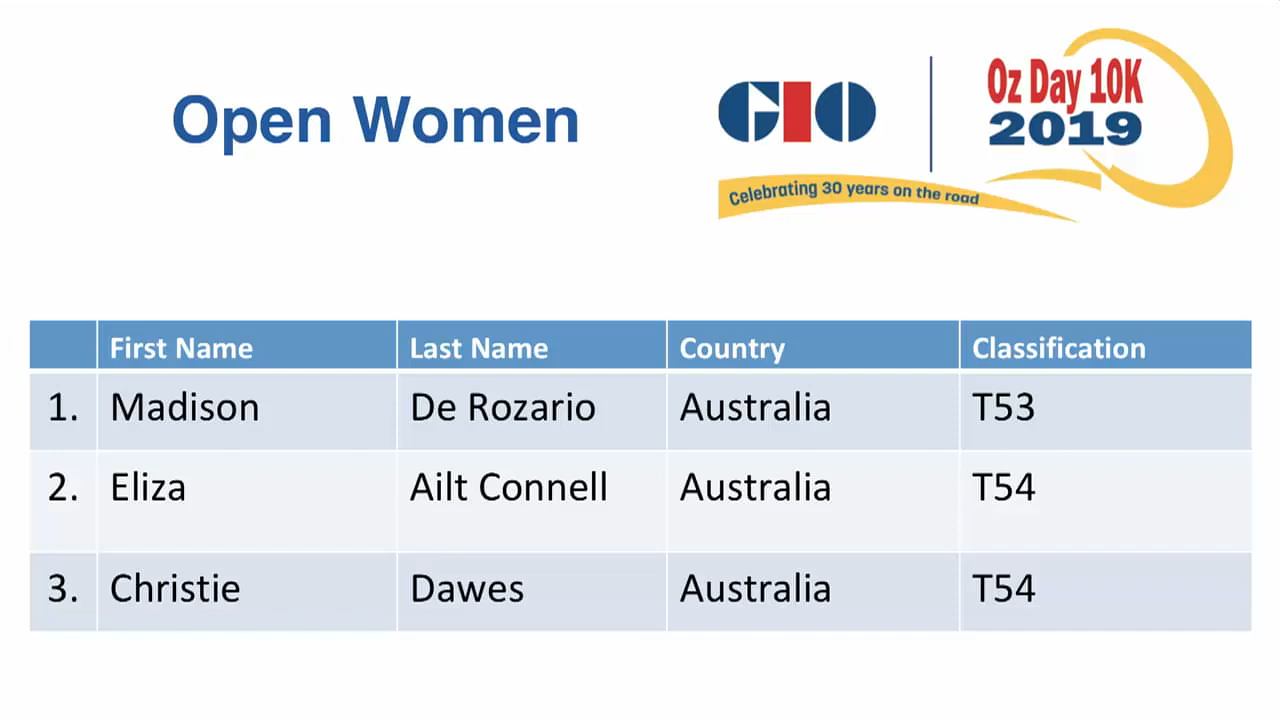 Open Women
GIO
Oz Day 10K
2019
Celebrating 30 years on the road
First Name Last Name Country Classification
1. Madison De Rozario Australia T53
2. Eliza Ailt Connell Australia T54
3. Christie Dawes Australia T54